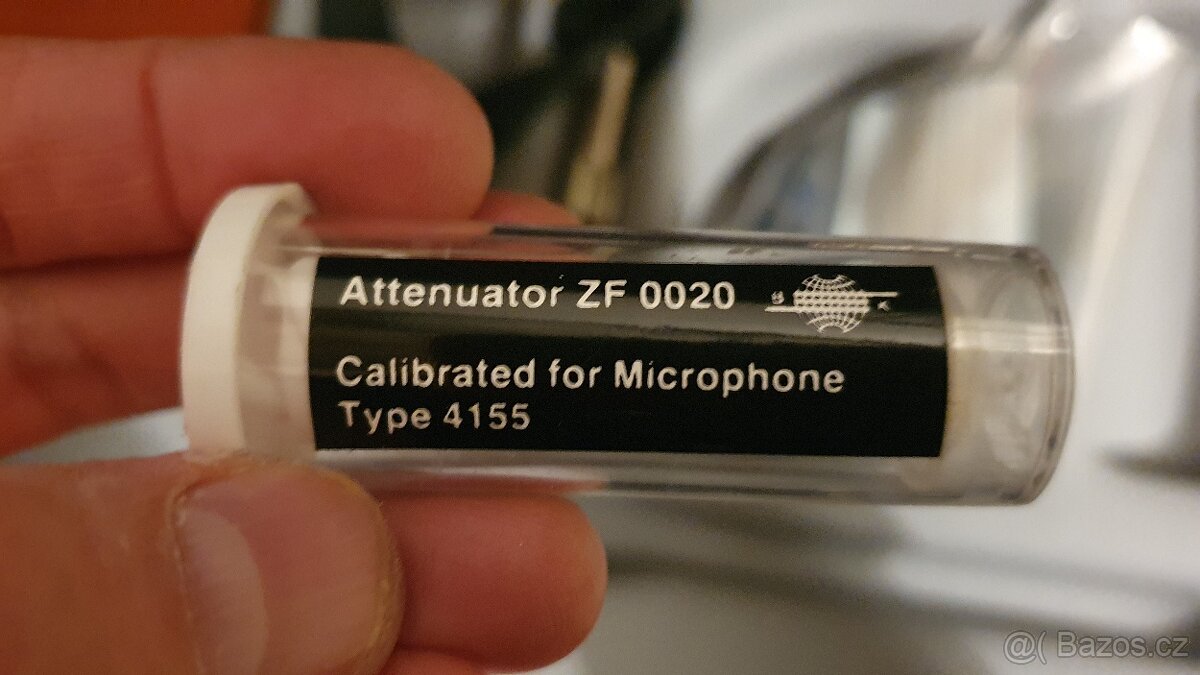 Attenuator ZF 0020
B K
Calibrated for Microphone
Type 4155
@( Bazos.cz